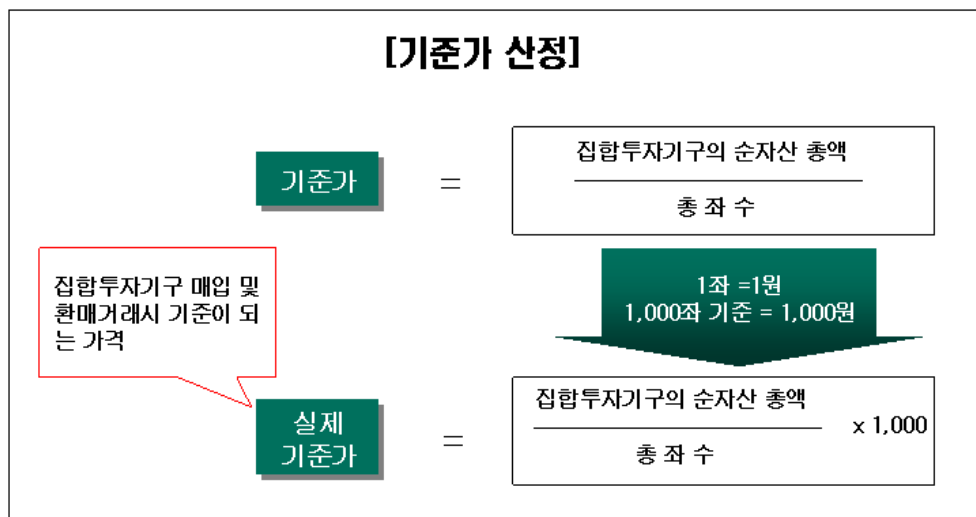 [기준가 산정]
기준가
=
집합투자기구의 순자산 총액
총 좌 수
집합투자기구 매입 및
환매거래시 기준이 되
는 가격
1좌 =1원
1,000좌 기준 = 1,000원
실제
기준가
=
집합투자기구의 순자산 총액
총 좌 수
x 1,000